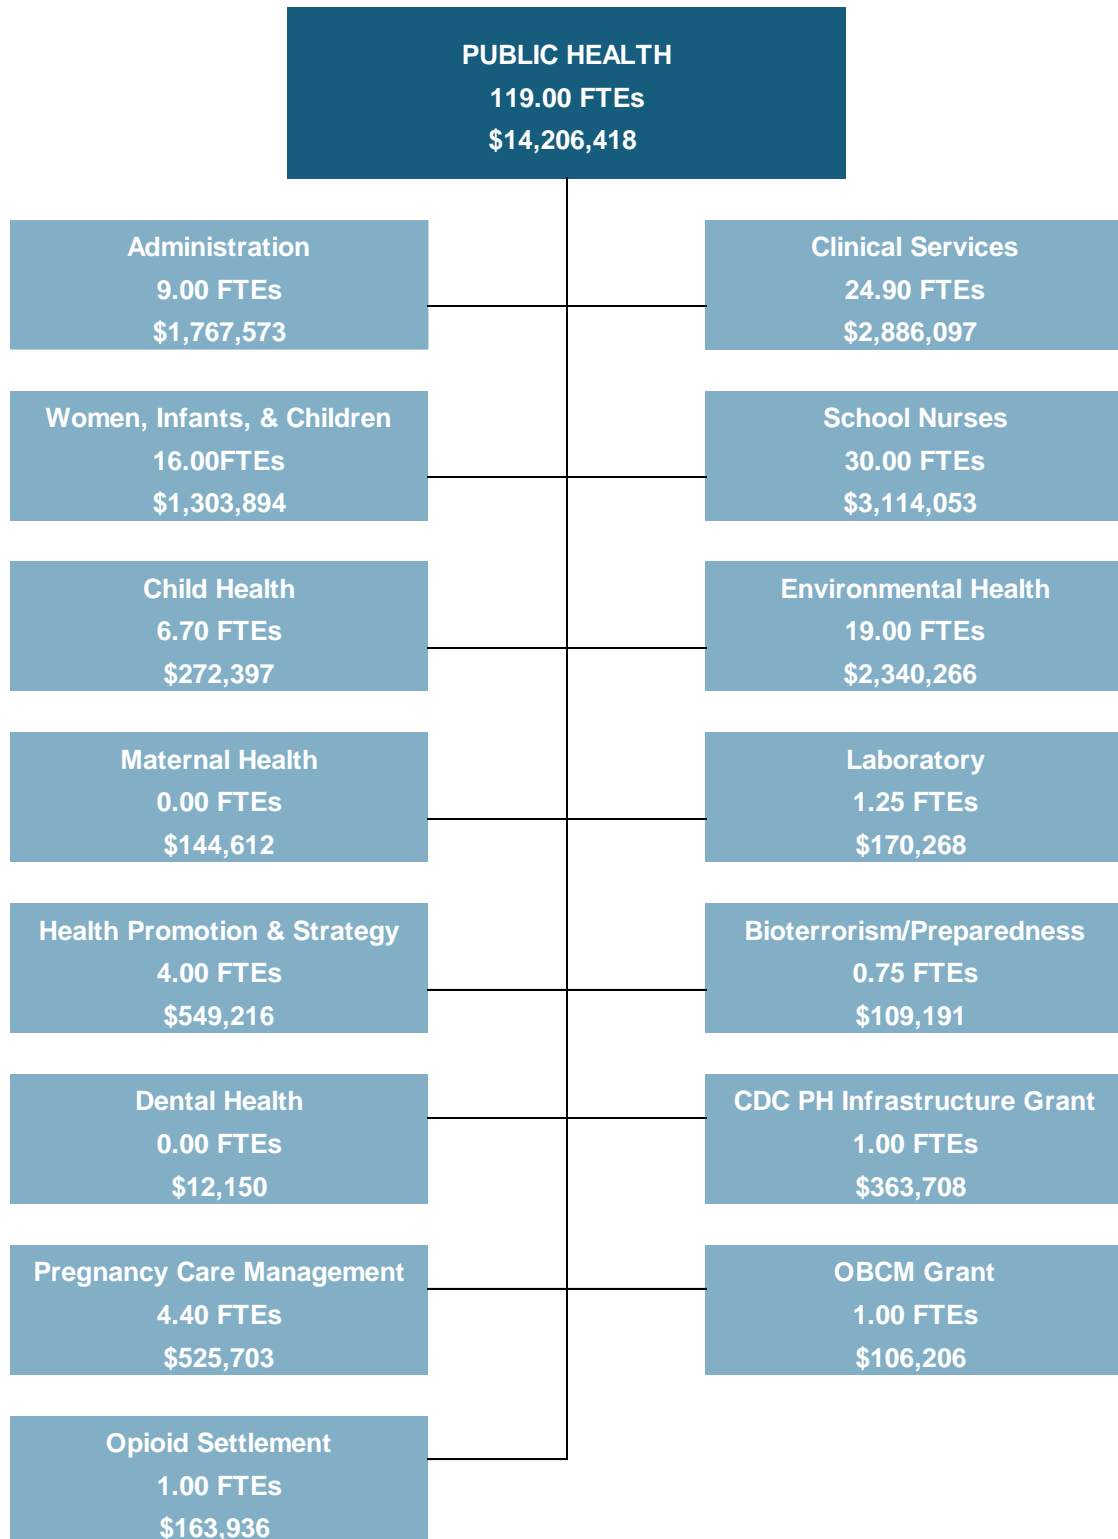 PUBLIC HEALTH
119.00 FTEs
$14,206,418
Administration
9.00 FTEs
$1,767,573
Clinical Services
24.90 FTEs
$2,886,097
Women, Infants, & Children
16.00FTEs
$1,303,894
School Nurses
30.00 FTEs
$3,114,053
Child Health
6.70 FTEs
$272,397
Environmental Health
19.00 FTEs
$2,340,266
Maternal Health
0.00 FTEs
$144,612
Laboratory
1.25 FTEs
$170,268
Health Promotion & Strategy
4.00 FTEs
$549,216
Bioterrorism/Preparedness
0.75 FTEs
$109,191
Dental Health
0.00 FTEs
$12,150
CDC PH Infrastructure Grant
1.00 FTEs
$363,708
Pregnancy Care Management
4.40 FTEs
$525,703
OBCM Grant
1.00 FTEs
$106,206
Opioid Settlement
1.00 FTEs
$163,936